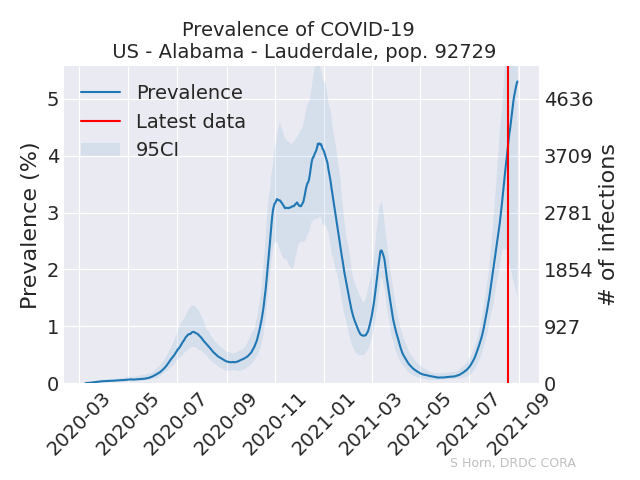 Prevalence of COVID-19
US - Alabama - Lauderdale, pop. 92729
Prevalence
Latest data
95CI
Prevalence (%)
5
4
3
2
1
0
4636
3709
2781
1854
927
0
# of infections
2020-03
2020-05
2020-07
2020-09
2020-11
2021-01
2021-03
2021-05
2021-07
2021-09
S Horn, DRDC CORA